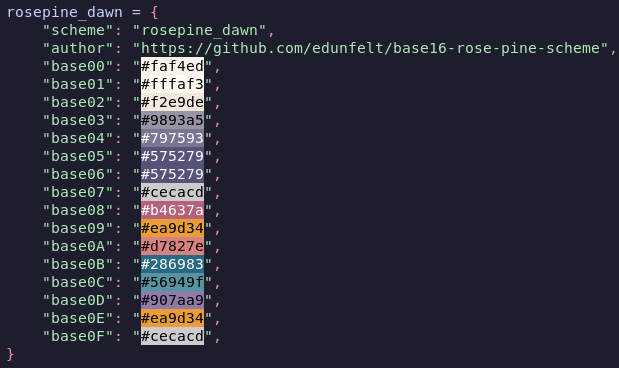 rosepine_dawn = {
    "scheme": "rosepine_dawn",
    "author": "https://github.com/edunfelt/base16-rose-pine-scheme",
    "base00": "#faf4ed",
    "base01": "#fffaf3",
    "base02": "#f2e9de",
    "base03": "#9893a5",
    "base04": "#797593",
    "base05": "#575279",
    "base06": "#575279",
    "base07": "#cecacd",
    "base08": "#b4637a",
    "base09": "#ea9d34",
    "base0A": "#d7827e",
    "base0B": "#286983",
    "base0C": "#56949f",
    "base0D": "#907aa9",
    "base0E": "#ea9d34",
    "base0F": "#cecacd",
}